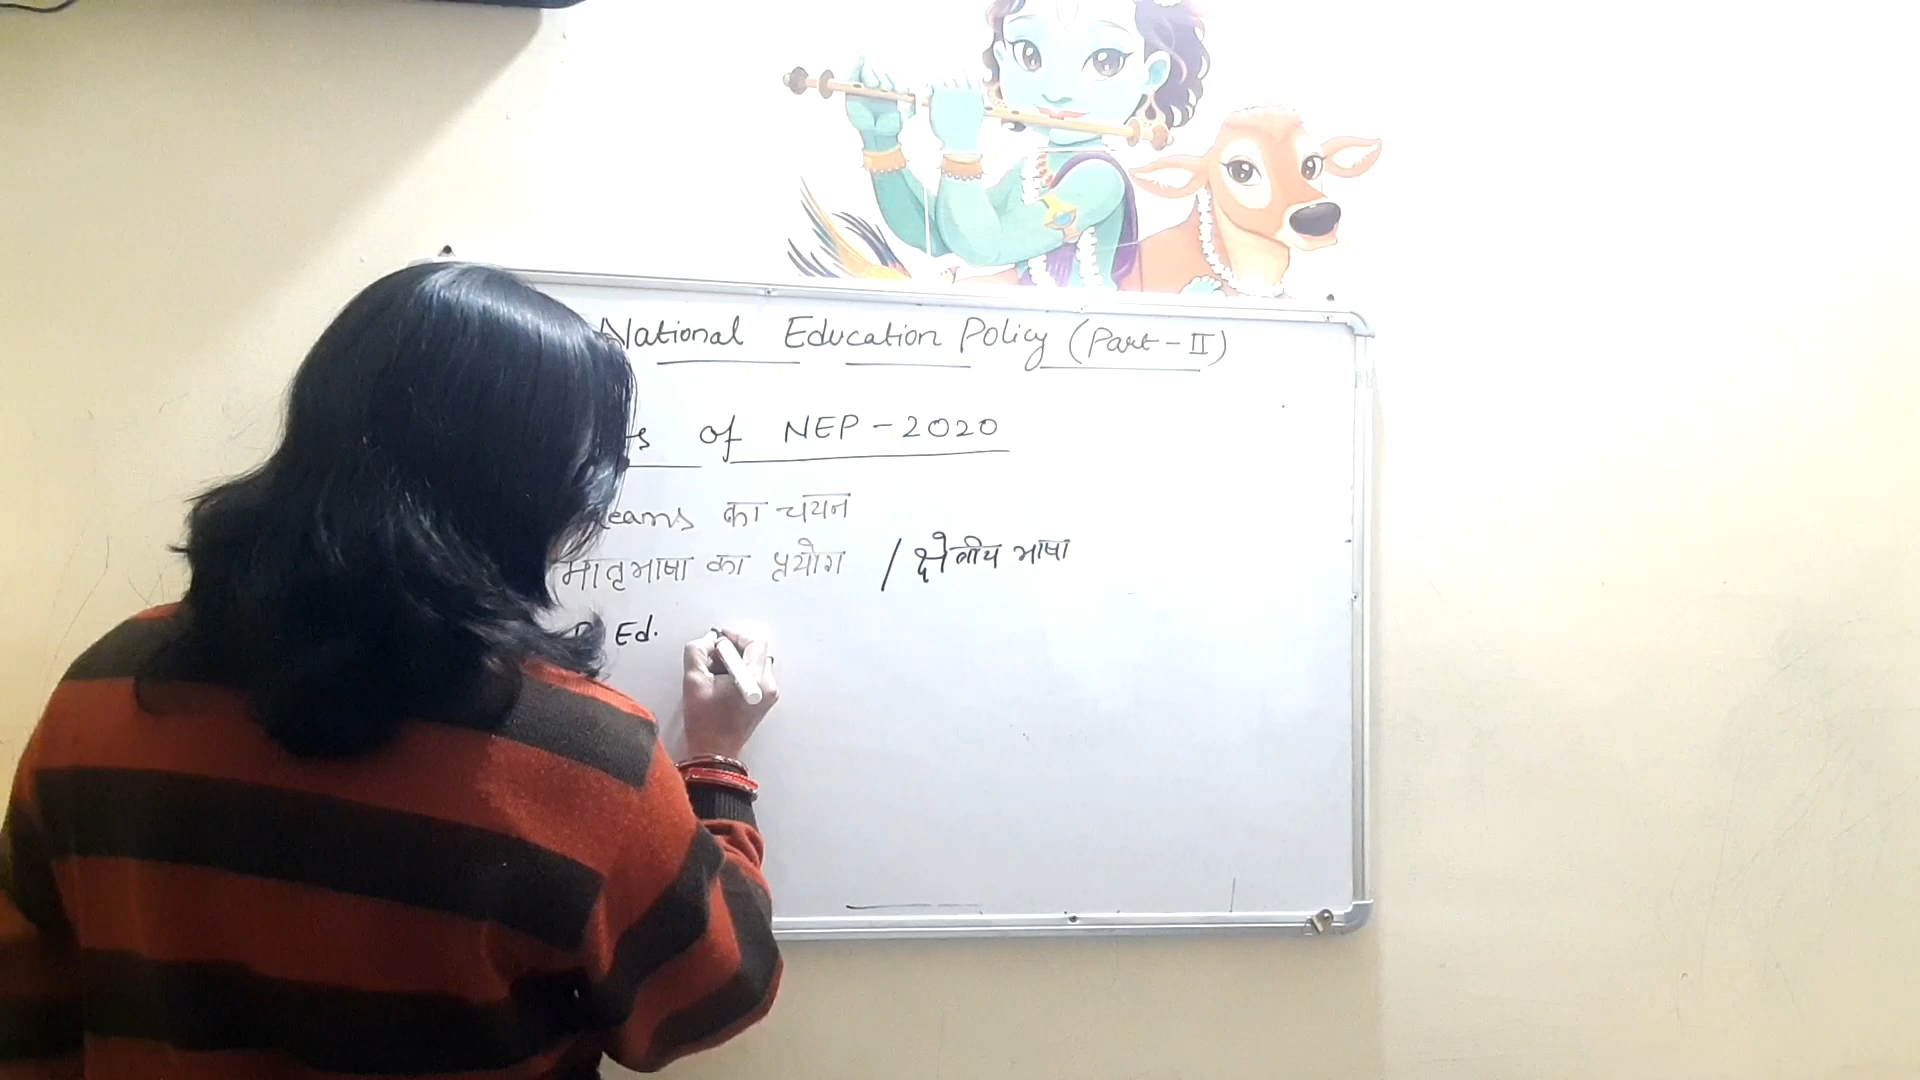 National Education Policy (Part-II)
of NEP-2020
का चयन
मातृभाषा का प्रयोग / क्षेत्रीय भाषा
Ed.